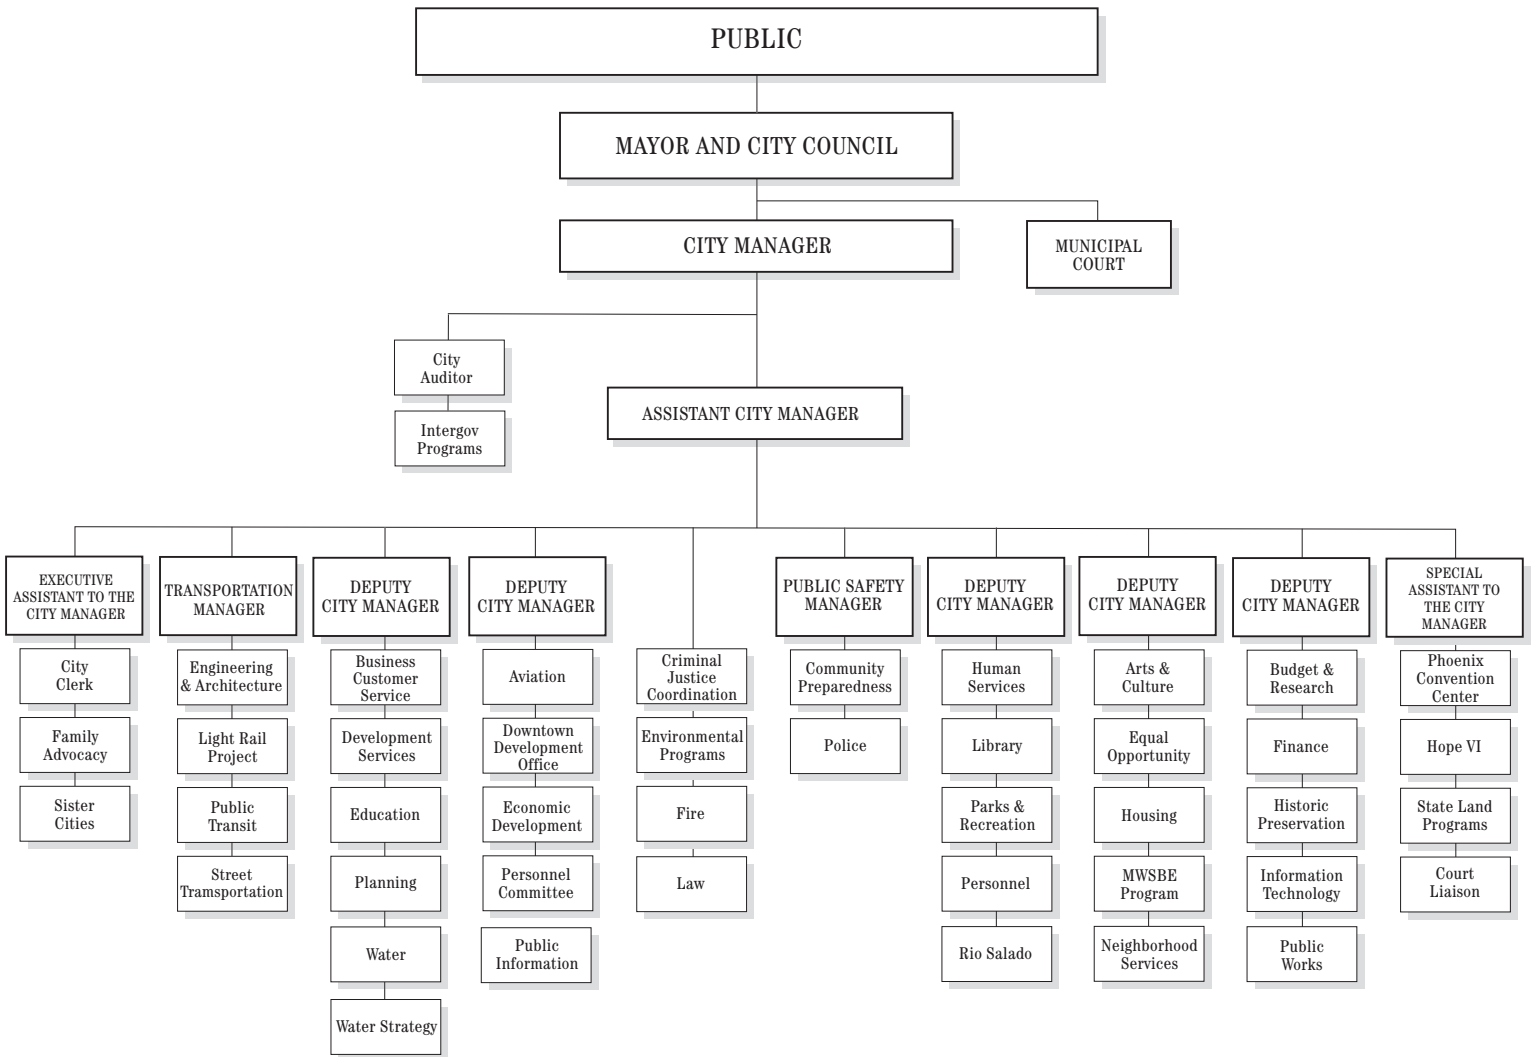 PUBLIC
MAYOR AND CITY COUNCIL
CITY MANAGER
MUNICIPAL
COURT
City
Auditor
Intergov
Programs
ASSISTANT CITY MANAGER
EXECUTIVE
ASSISTANT TO THE
CITY MANAGER
City
Clerk
Family
Advocacy
Sister
Cities
TRANSPORTATION
MANAGER
Engineering
& Architecture
Light Rail
Project
Public
Transit
Street
Tramsportation
DEPUTY
CITY MANAGER
Business
Customer
Service
Development
Services
Education
Planning
Water
Water Strategy
DEPUTY
CITY MANAGER
Aviation
Downtown
Development
Office
Economic
Development
Personnel
Committee
Public
Information
Criminal
Justice
Coordination
Environmental
Programs
Fire
Law
PUBLIC SAFETY
MANAGER
Community
Preparedness
Police
DEPUTY
CITY MANAGER
Human
Services
Library
Parks &
Recreation
Personnel
Rio Salado
DEPUTY
CITY MANAGER
Arts &
Culture
Equal
Opportunity
Housing
MWSBE
Program
Neighborhood
Services
DEPUTY
CITY MANAGER
Budget &
Research
Finance
Historic
Preservation
Information
Technology
Public
Works
SPECIAL
ASSISTANT TO
THE CITY
MANAGER
Phoenix
Convention
Center
Hope VI
State Land
Programs
Court
Liaison